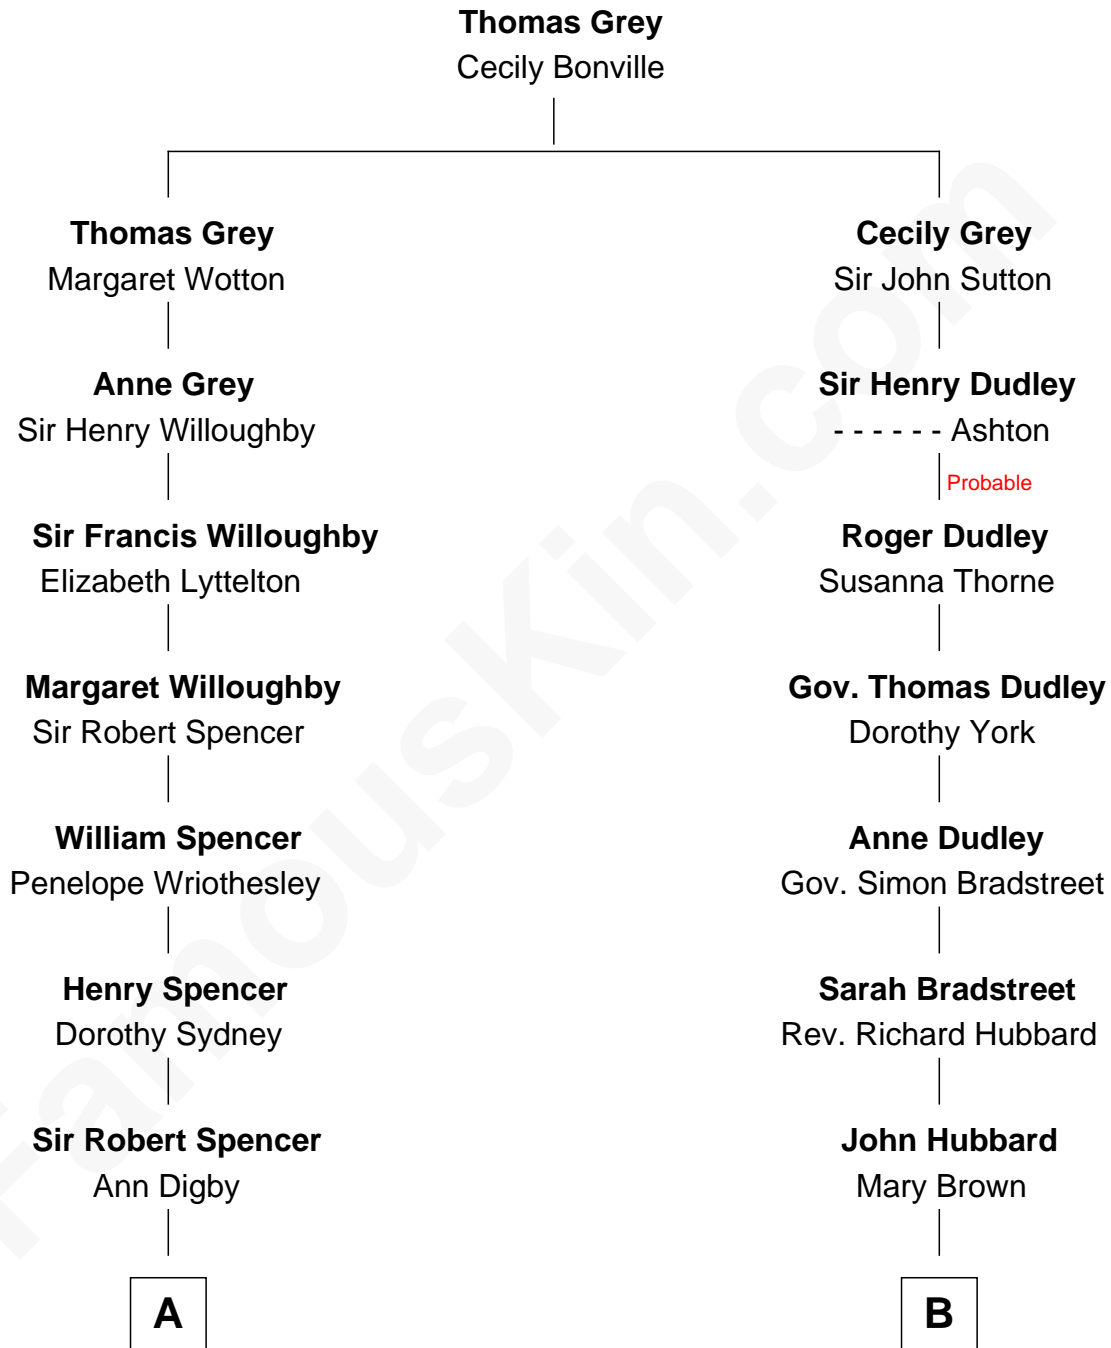 Thomas Grey
Cecily Bonville
Thomas Grey
Margaret Wotton
Anne Grey
Sir Henry Willoughby
Sir Francis Willoughby
Elizabeth Lyttelton
Margaret Willoughby
Sir Robert Spencer
William Spencer
Penelope Wriothesley
Henry Spencer
Dorothy Sydney
Sir Robert Spencer
Ann Digby
A
Cecily Grey
Sir John Sutton
Sir Henry Dudley
- - - - - - Ashton
Probable
Roger Dudley
Susanna Thorne
Gov. Thomas Dudley
Dorothy York
Anne Dudley
Gov. Simon Bradstreet
Sarah Bradstreet
Rev. Richard Hubbard
John Hubbard
Mary Brown
B
FamousKin.com